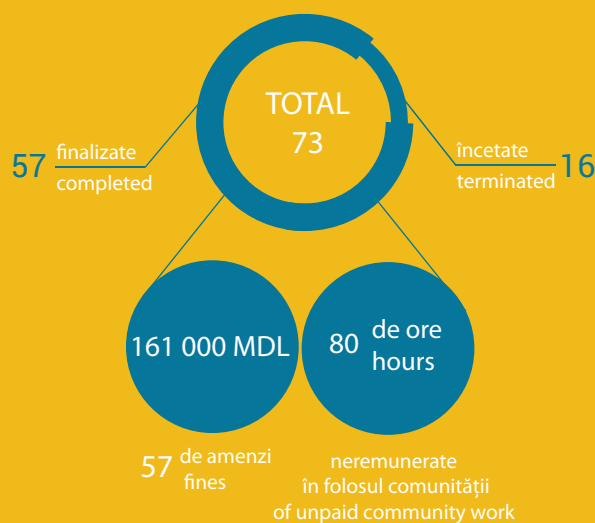 TOTAL
73
57 finalizate
completed
încetate 16
terminated
161 000 MDL
80 de ore
hours
57 de amenzi
fines
neremunerate
în folosul comunității
of unpaid community work